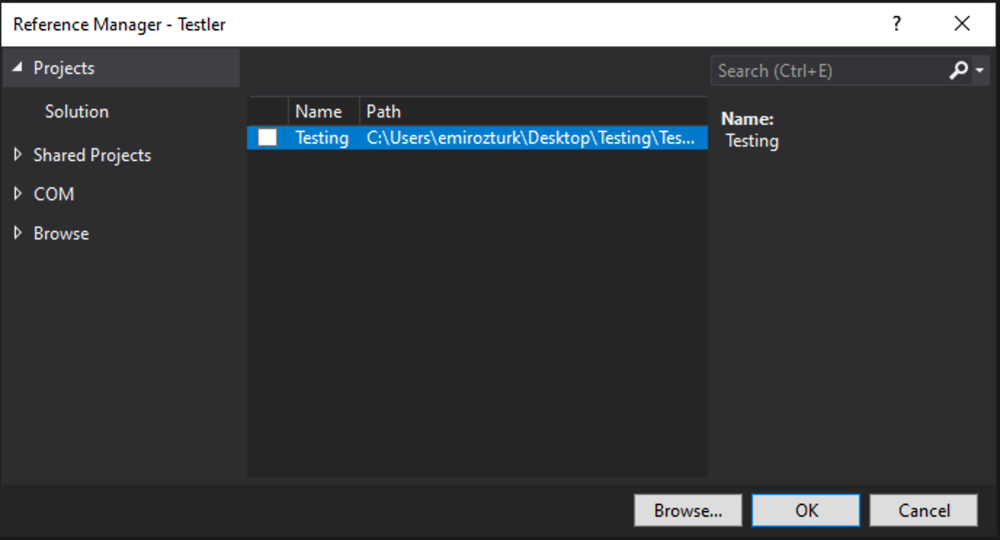 Reference Manager - Testler
?
Projects
Solution
Shared Projects
COM
Browse
Name Path
Testing C:\Users\emirozturk\Desktop\Testing\Tes...
Search (Ctrl+E)
Name:
Testing
Browse... OK Cancel